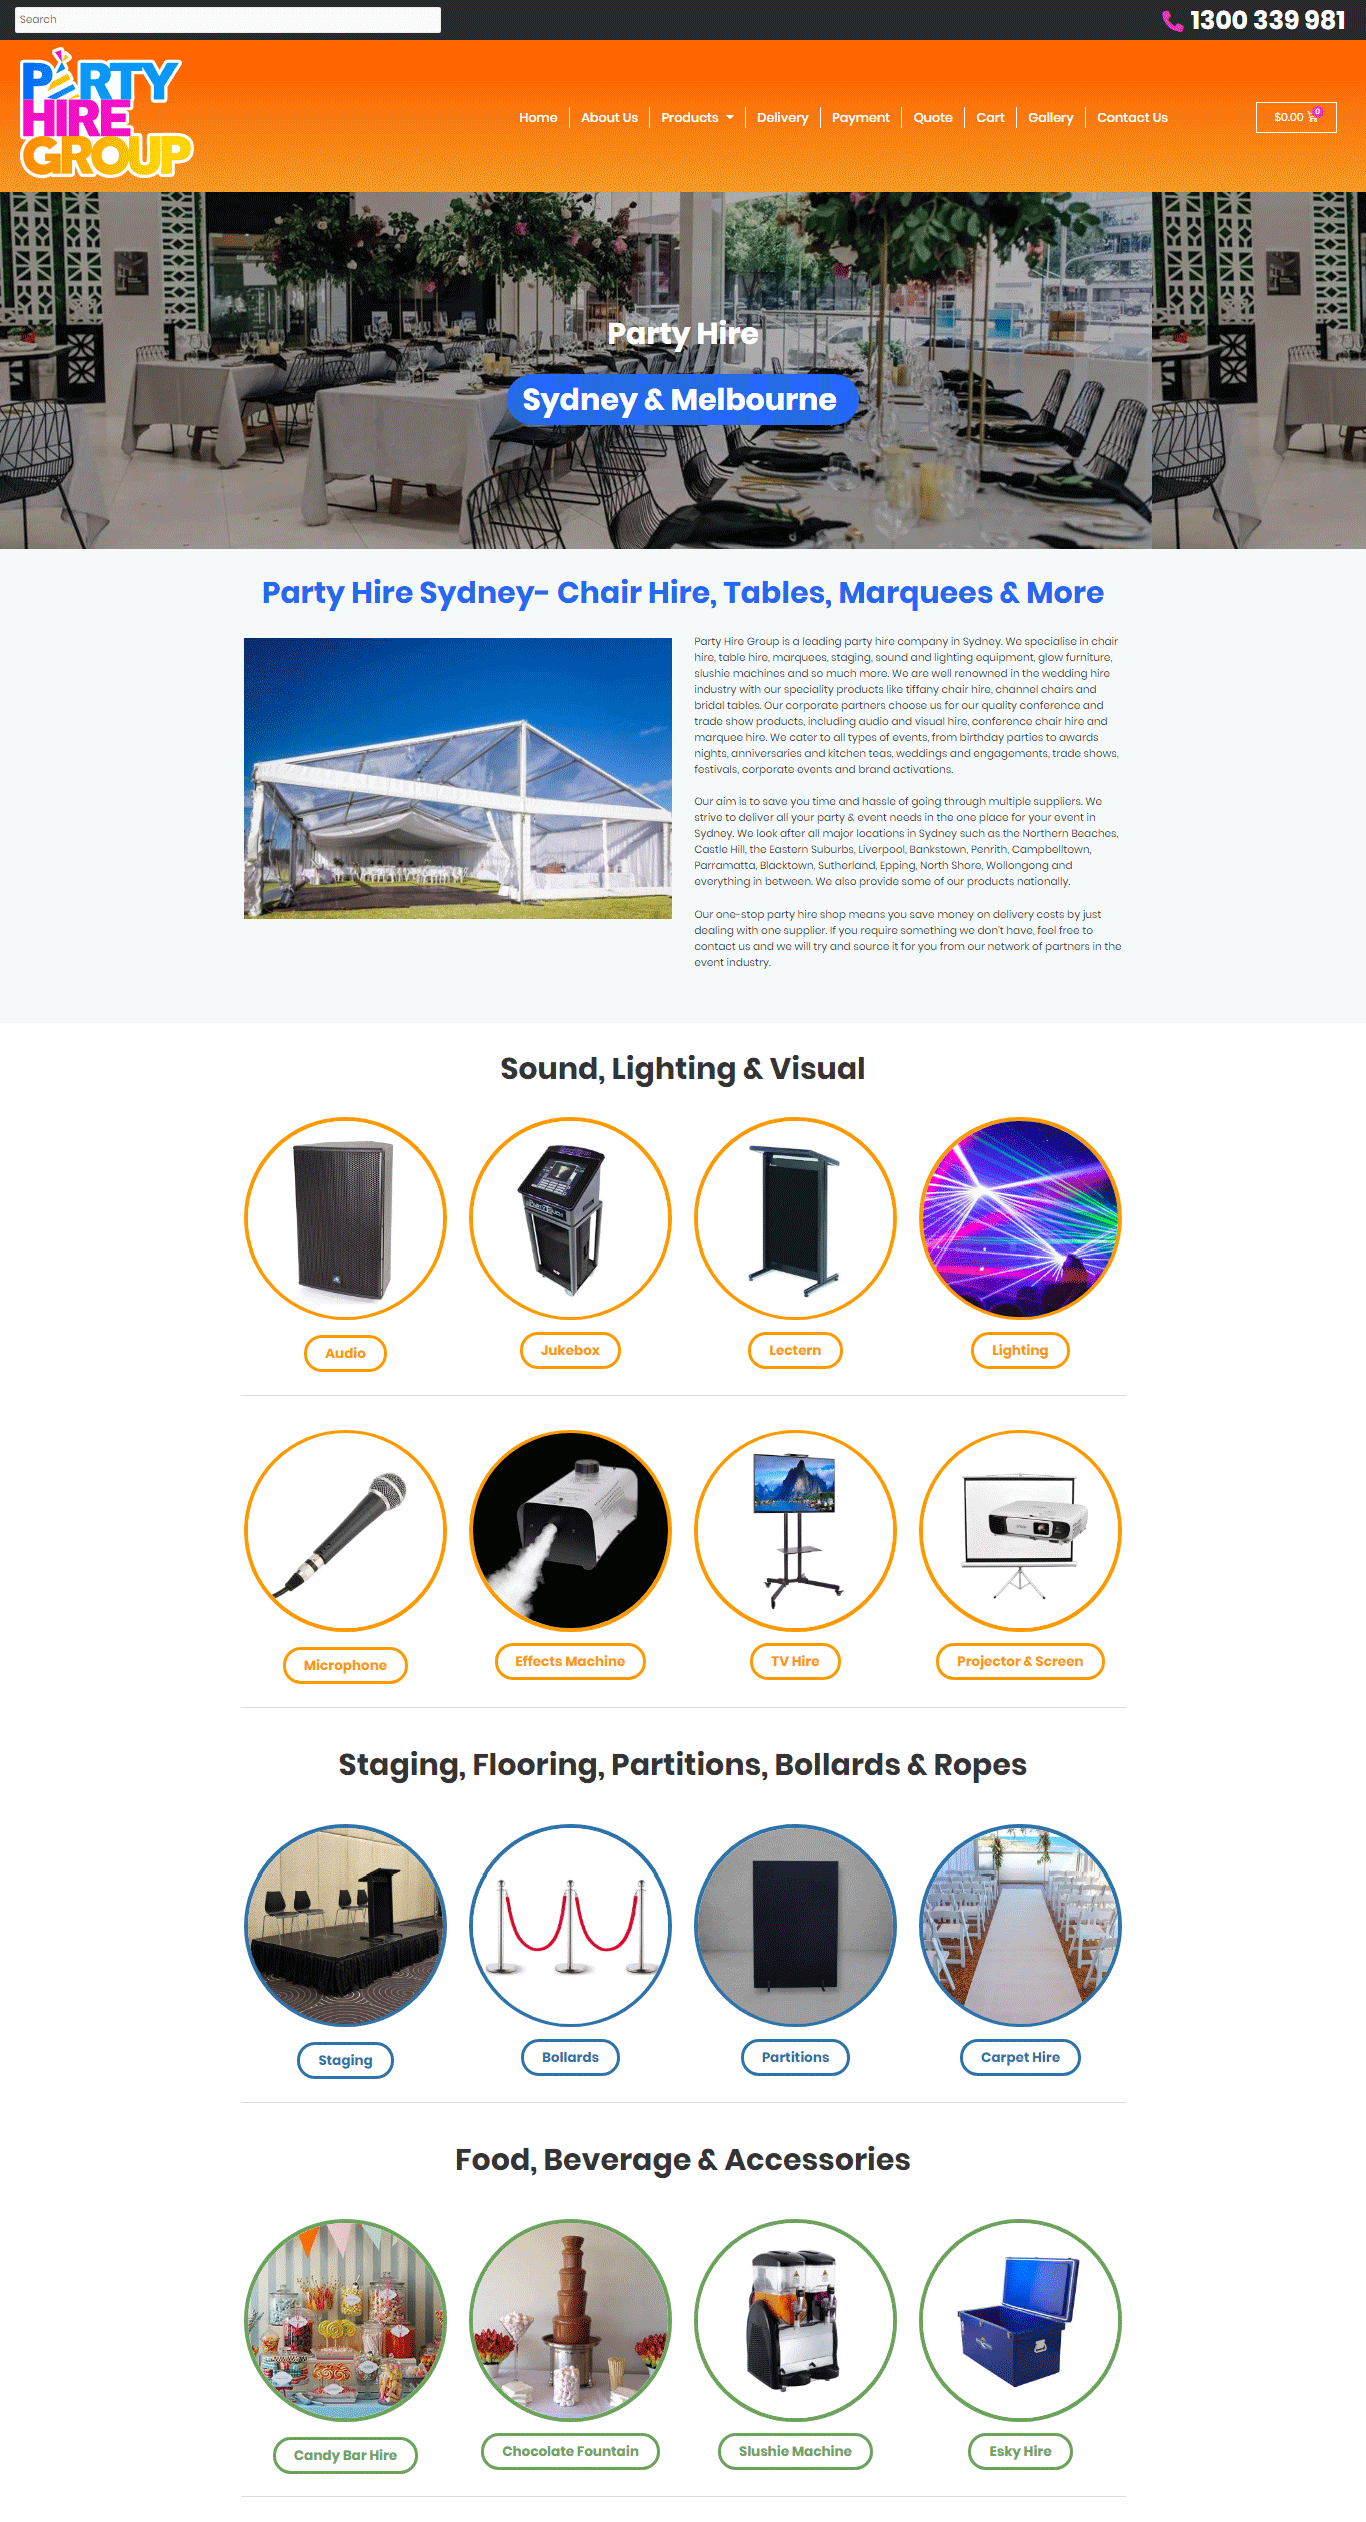 Search
1300 339 981
PARTY
HIRE
GROUP
Home
About Us
Products
Delivery
Payment
Quote
Cart
Gallery
Contact Us
$0.00
0
Party Hire
Sydney & Melbourne
Party Hire Sydney- Chair Hire, Tables, Marquees & More
Party Hire Group is a leading party hire company in Sydney. We specialise in chair
hire, table hire, marquees, staging, sound and lighting equipment, glow furniture,
slushie machines and so much more. We are well renowned in the wedding hire
industry with our speciality products like tiffany chair hire, channel chairs and
bridal tables. Our corporate partners choose us for our quality conference and
trade show products, including audio and visual hire, conference chair hire and
marquee hire. We cater to all types of events, from birthday parties to awards
nights, anniversaries and kitchen teas, weddings and engagements, trade shows,
festivals, corporate events and brand activations.
Our aim is to save you time and hassle of going through multiple suppliers. We
strive to deliver all your party & event needs in the one place for your event in
Sydney. We look after all major locations in Sydney such as the Northern Beaches,
Castle Hill, the Eastern Suburbs, Liverpool, Bankstown, Penrith, Campbelltown,
Parramatta, Blacktown, Sutherland, Epping, North Shore, Wollongong and
everything in between. We also provide some of our products nationally.
Our one-stop party hire shop means you save money on delivery costs by just
dealing with one supplier. If you require something we don't have, feel free to
contact us and we will try and source it for you from our network of partners in the
event industry.
Sound, Lighting & Visual
Audio
Jukebox
Lectern
Lighting
Microphone
Effects Machine
TV Hire
Projector & Screen
Staging, Flooring, Partitions, Bollards & Ropes
Staging
Bollards
Partitions
Carpet Hire
Food, Beverage & Accessories
Candy Bar Hire
Chocolate Fountain
Slushie Machine
Esky Hire